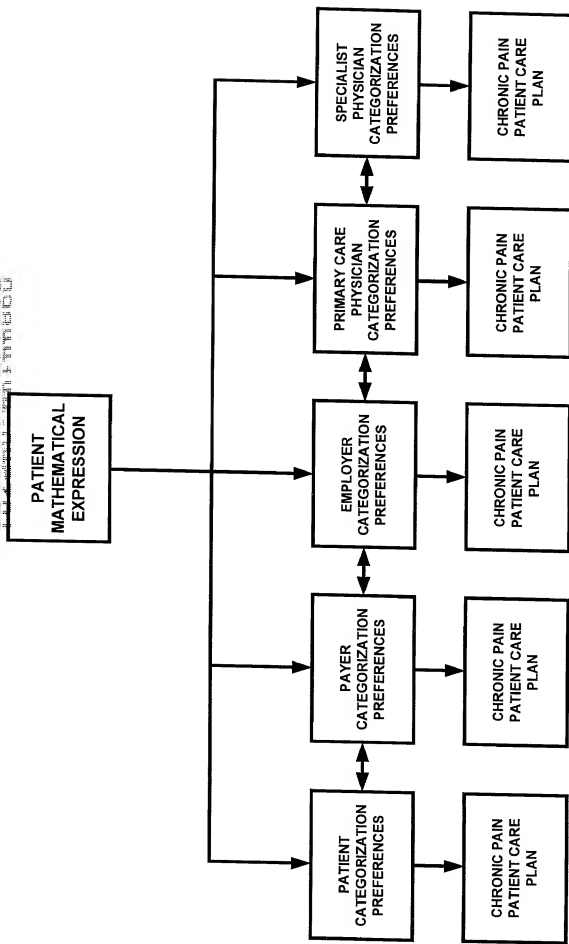 PATIENT
MATHEMATICAL
EXPRESSION
PATIENT
CATEGORIZATION
PREFERENCES
PAYER
CATEGORIZATION
PREFERENCES
EMPLOYER
CATEGORIZATION
PREFERENCES
PRIMARY CARE
PHYSICIAN
CATEGORIZATION
PREFERENCES
SPECIALIST
PHYSICIAN
CATEGORIZATION
PREFERENCES
CHRONIC PAIN
PATIENT CARE
PLAN
CHRONIC PAIN
PATIENT CARE
PLAN
CHRONIC PAIN
PATIENT CARE
PLAN
CHRONIC PAIN
PATIENT CARE
PLAN
CHRONIC PAIN
PATIENT CARE
PLAN